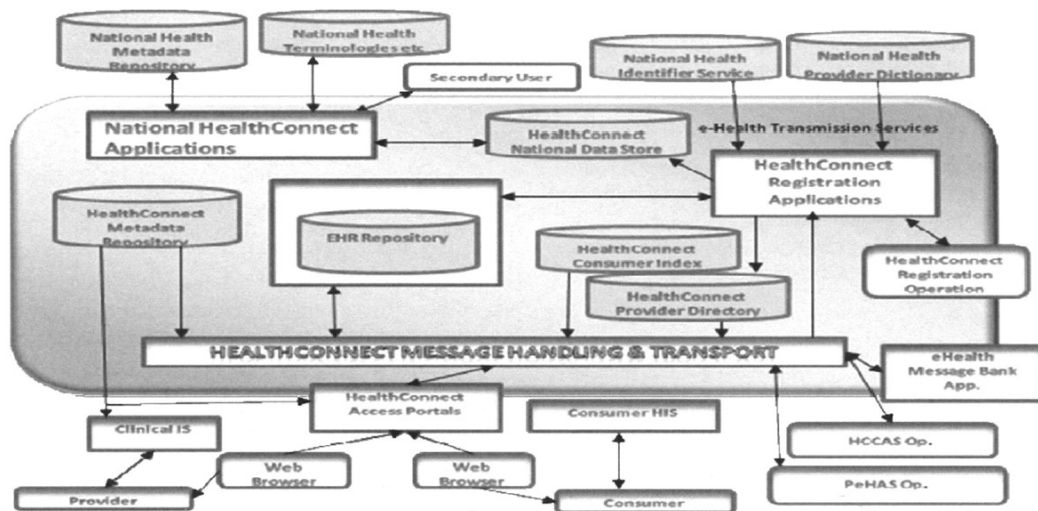 National Health
Metadata
Repository
National Health
Terminologies etc
Secondary User
National Health
Identifier Service
National Health
Provider Dictionary
National HealthConnect
Applications
HealthConnect
National Data Store
e-Health Transmission Services
HealthConnect
Registration
Applications
HealthConnect
Metadata
Repository
EHR Repository
HealthConnect
Consumer Index
HealthConnect
Registration
Operation
HealthConnect
Provider Directory
HEALTHCONNECT MESSAGE HANDLING & TRANSPORT
eHealth
Message Bank
App.
HealthConnect
Access Portals
Clinical IS
Consumer HIS
HCCAS Op.
Web
Browser
Web
Browser
PeHAS Op.
Provider
Consumer